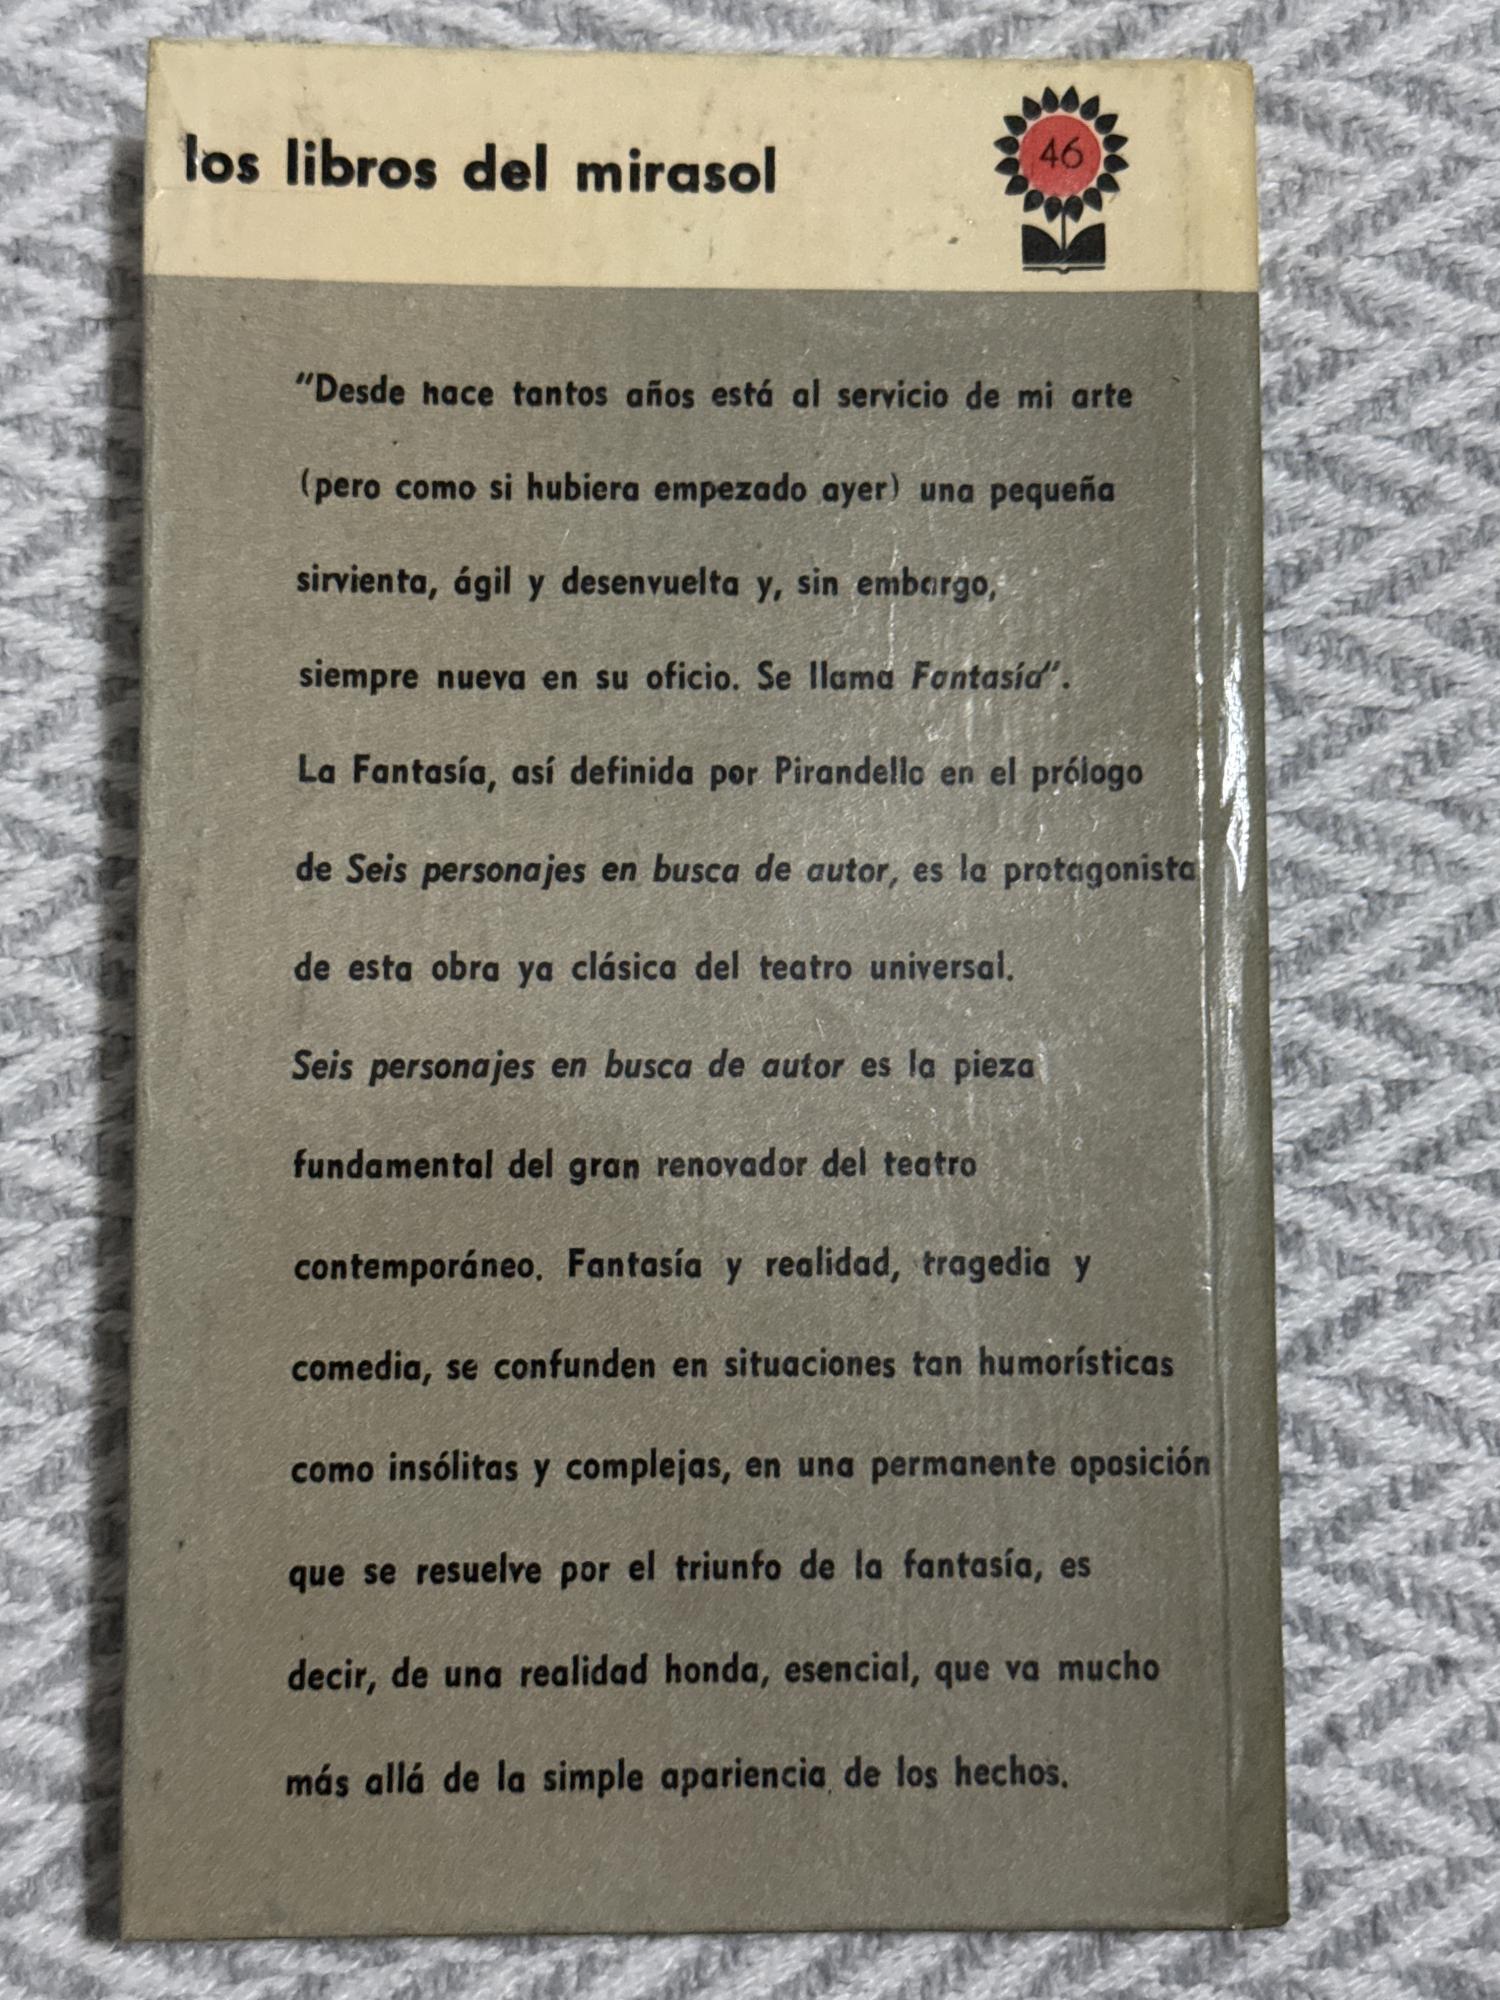 los libros del mirasol
46
"Desde hace tantos años está al servicio de mi arte
(pero como si hubiera empezado ayer) una pequeña
sirvienta, ágil y desenvuelta y, sin embargo,
siempre nueva en su oficio. Se llama Fantasía".
La Fantasía, así definida por Pirandello en el prólogo
de Seis personajes en busca de autor, es la protagonista
de esta obra ya clásica del teatro universal.
Seis personajes en busca de autor es la pieza
fundamental del gran renovador del teatro
contemporáneo. Fantasía y realidad, tragedia y
comedia, se confunden en situaciones tan humorísticas
como insólitas y complejas, en una permanente oposición
que se resuelve por el triunfo de la fantasía, es
decir, de una realidad honda, esencial, que va mucho
más allá de la simple apariencia de los hechos.